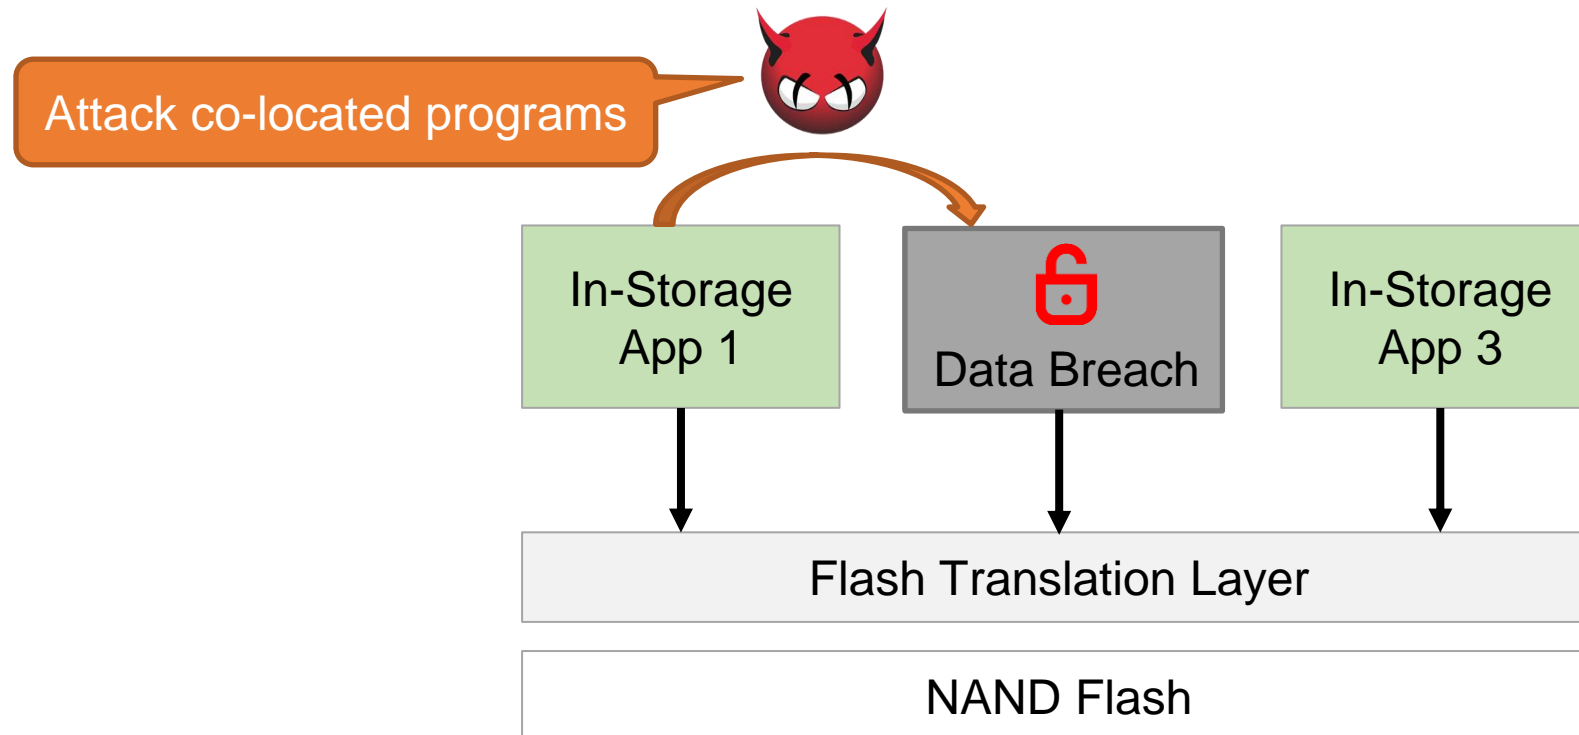 Attack co-located programs
In-Storage
App 1
Data Breach
In-Storage
App 3
Flash Translation Layer
NAND Flash